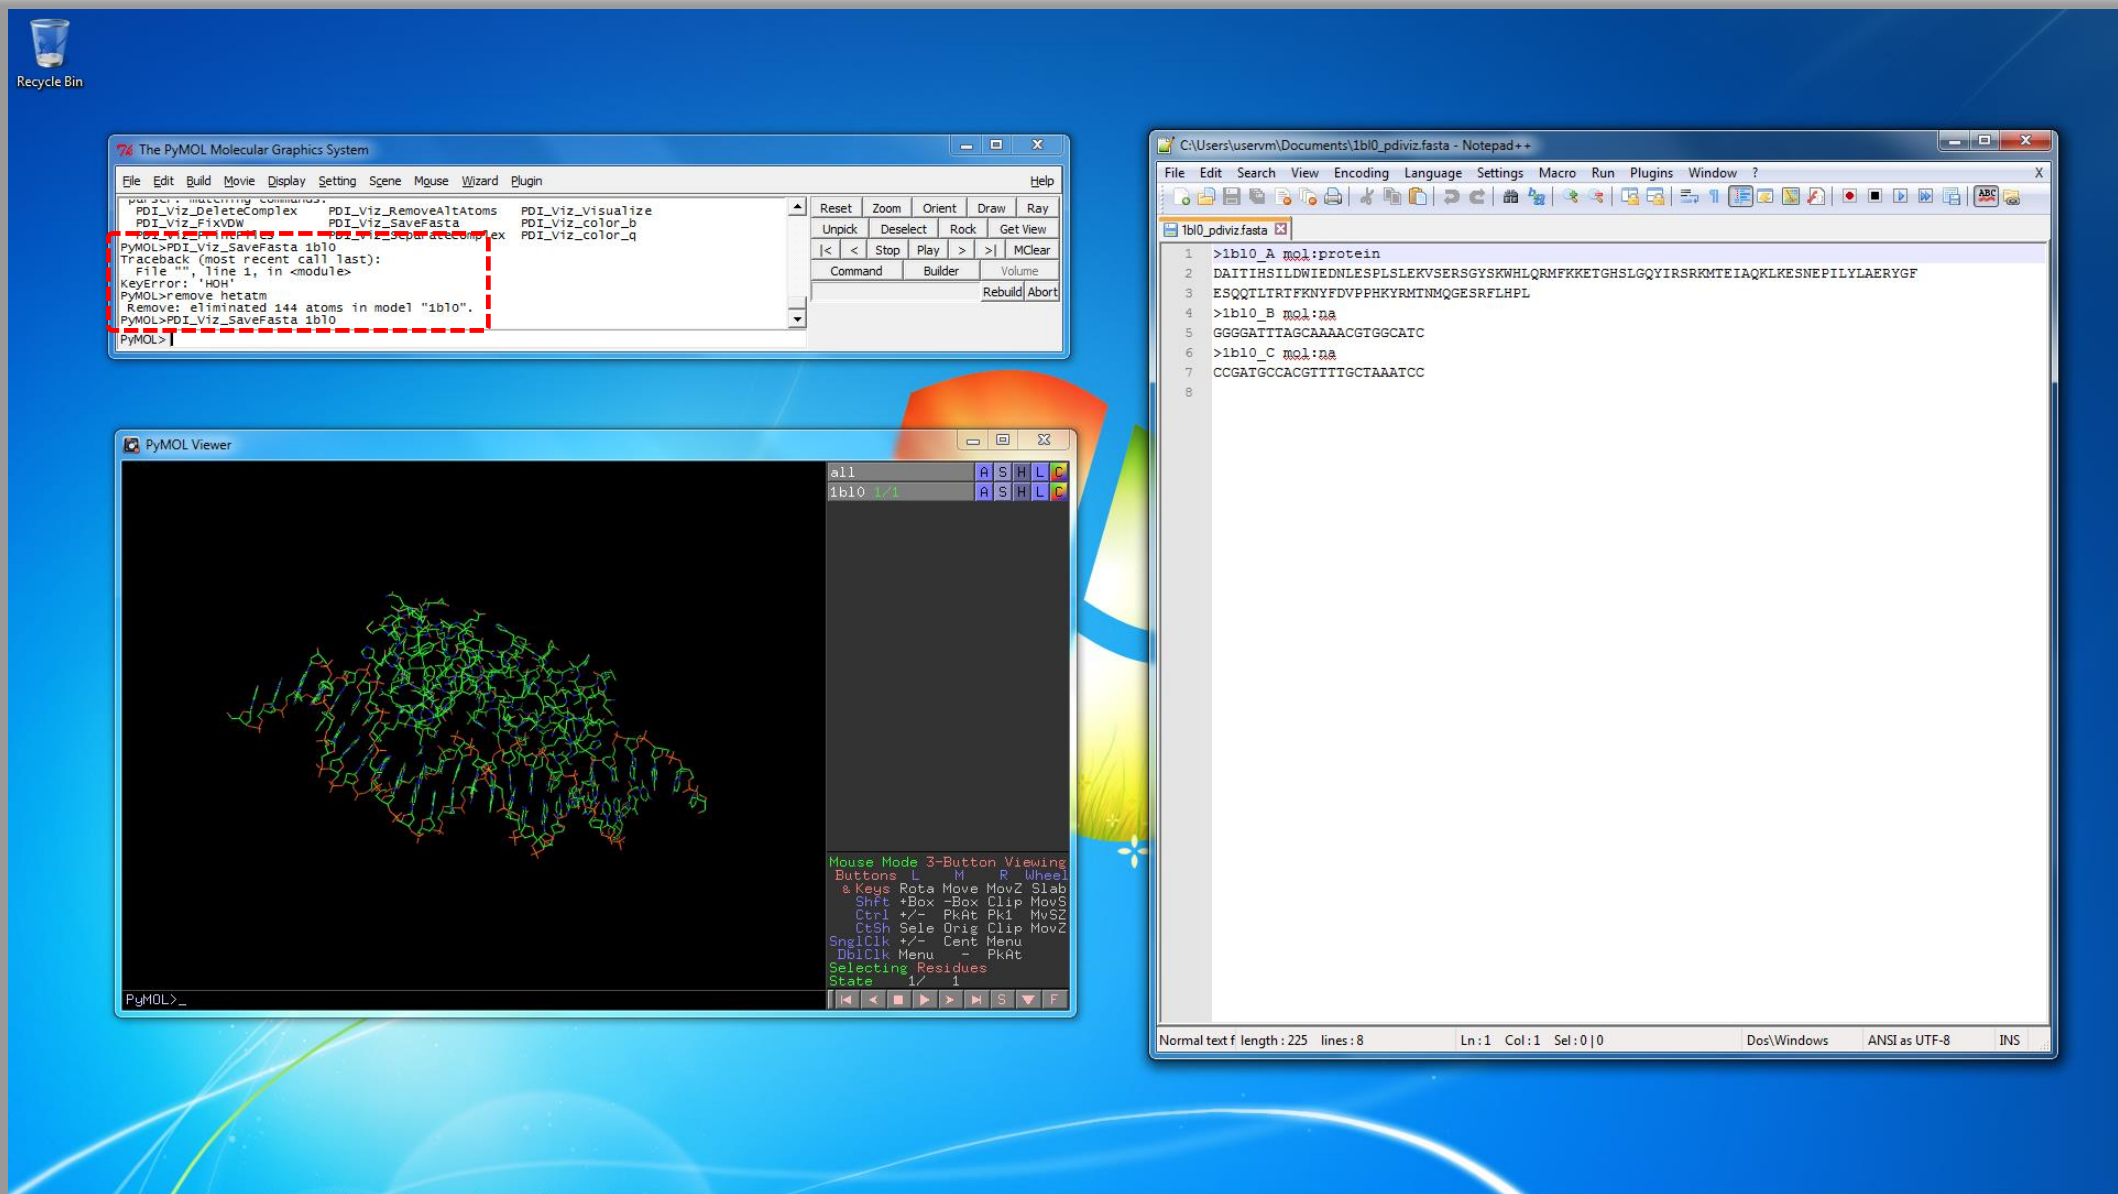 Recycle Bin
The PyMOL Molecular Graphics System
File Edit Build Movie Display Setting Scene Mouse Wizard Plugin Help
parser: matching commands:
PDI_Viz_DeleteComplex PDI_Viz_RemoveAltAtoms PDI_Viz_Visualize
PDI_Viz_FixVDW PDI_Viz_SaveFasta PDI_Viz_color_b
PDI_Viz_PrintFiles PDI_Viz_SeparateComplex PDI_Viz_color_q
PyMOL>PDI_Viz_SaveFasta 1bl0
Traceback (most recent call last):
File "", line 1, in <module>
KeyError: 'HOH'
PyMOL>remove hetatm
Remove: eliminated 144 atoms in model "1bl0".
PyMOL>PDI_Viz_SaveFasta 1bl0
PyMOL>
Reset Zoom Orient Draw Ray
Unpick Deselect Rock Get View
|< < Stop Play > >| MClear
Command Builder Volume
Rebuild Abort
PyMOL Viewer
all A S H L C
1bl0 1/1 A S H L C
Mouse Mode 3-Button Viewing
Buttons L M R Wheel
& Keys Rota Move MovZ Slab
Shft +Box -Box Clip MovS
Ctrl +/- PkAt Pk1 MvSZ
CtSh Sele Orig Clip MovZ
SnglClk +/- Cent Menu
DblClk Menu - PkAt
Selecting Residues
State 1/ 1
S F
PyMOL>_
C:\Users\uservm\Documents\1bl0_pdiviz.fasta - Notepad++
File Edit Search View Encoding Language Settings Macro Run Plugins Window ? X
1bl0_pdiviz.fasta
1 >1bl0_A mol:protein
2 DAITIHSILDWIEDNLESPLSLEKVSERSGYSKWHLQRMFKKETGHSLGQYIRSRKMTEIAQKLKESNEPILYLAERYGF
3 ESQQTLTRTFKNYFDVPPHKYRMTNMQGESRFLHPL
4 >1bl0_B mol:na
5 GGGGATTTAGCAAAACGTGGCATC
6 >1bl0_C mol:na
7 CCGATGCCACGTTTTGCTAAATCC
8
Normal text f length : 225 lines : 8 Ln : 1 Col : 1 Sel : 0 | 0 Dos\Windows ANSI as UTF-8 INS